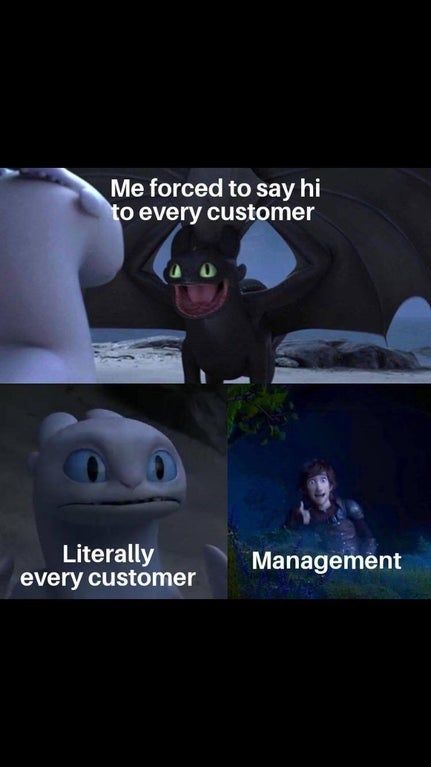 Me forced to say hi
to every customer
Literally
every customer
Management